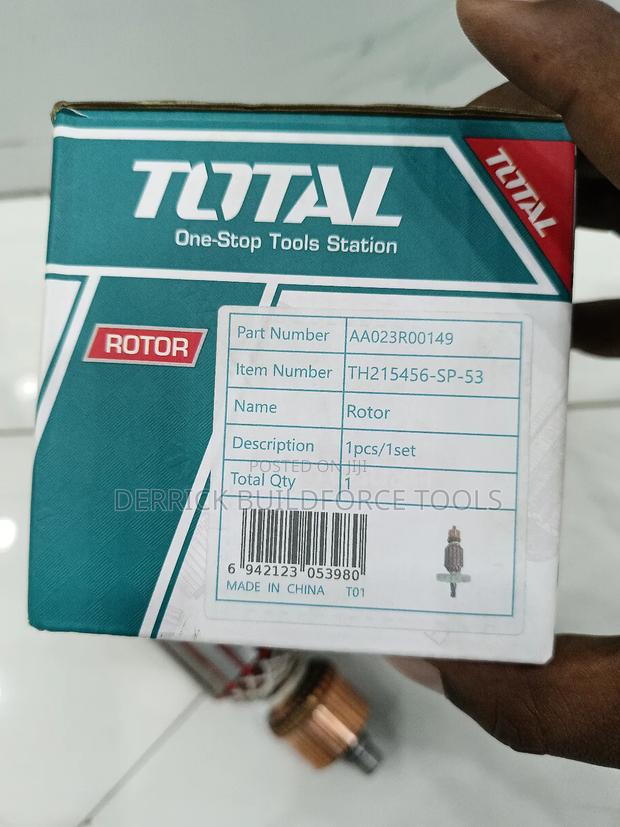 TOTAL
One-Stop Tools Station
TOTAL
ROTOR
Part Number AA023R00149
Item Number TH215456-SP-53
Name Rotor
Description 1pcs/1set
POSTED ON JIJI
Total Qty 1
DERRICK BUILDFORCE TOOLS
6 942123 053980
MADE IN CHINA T01